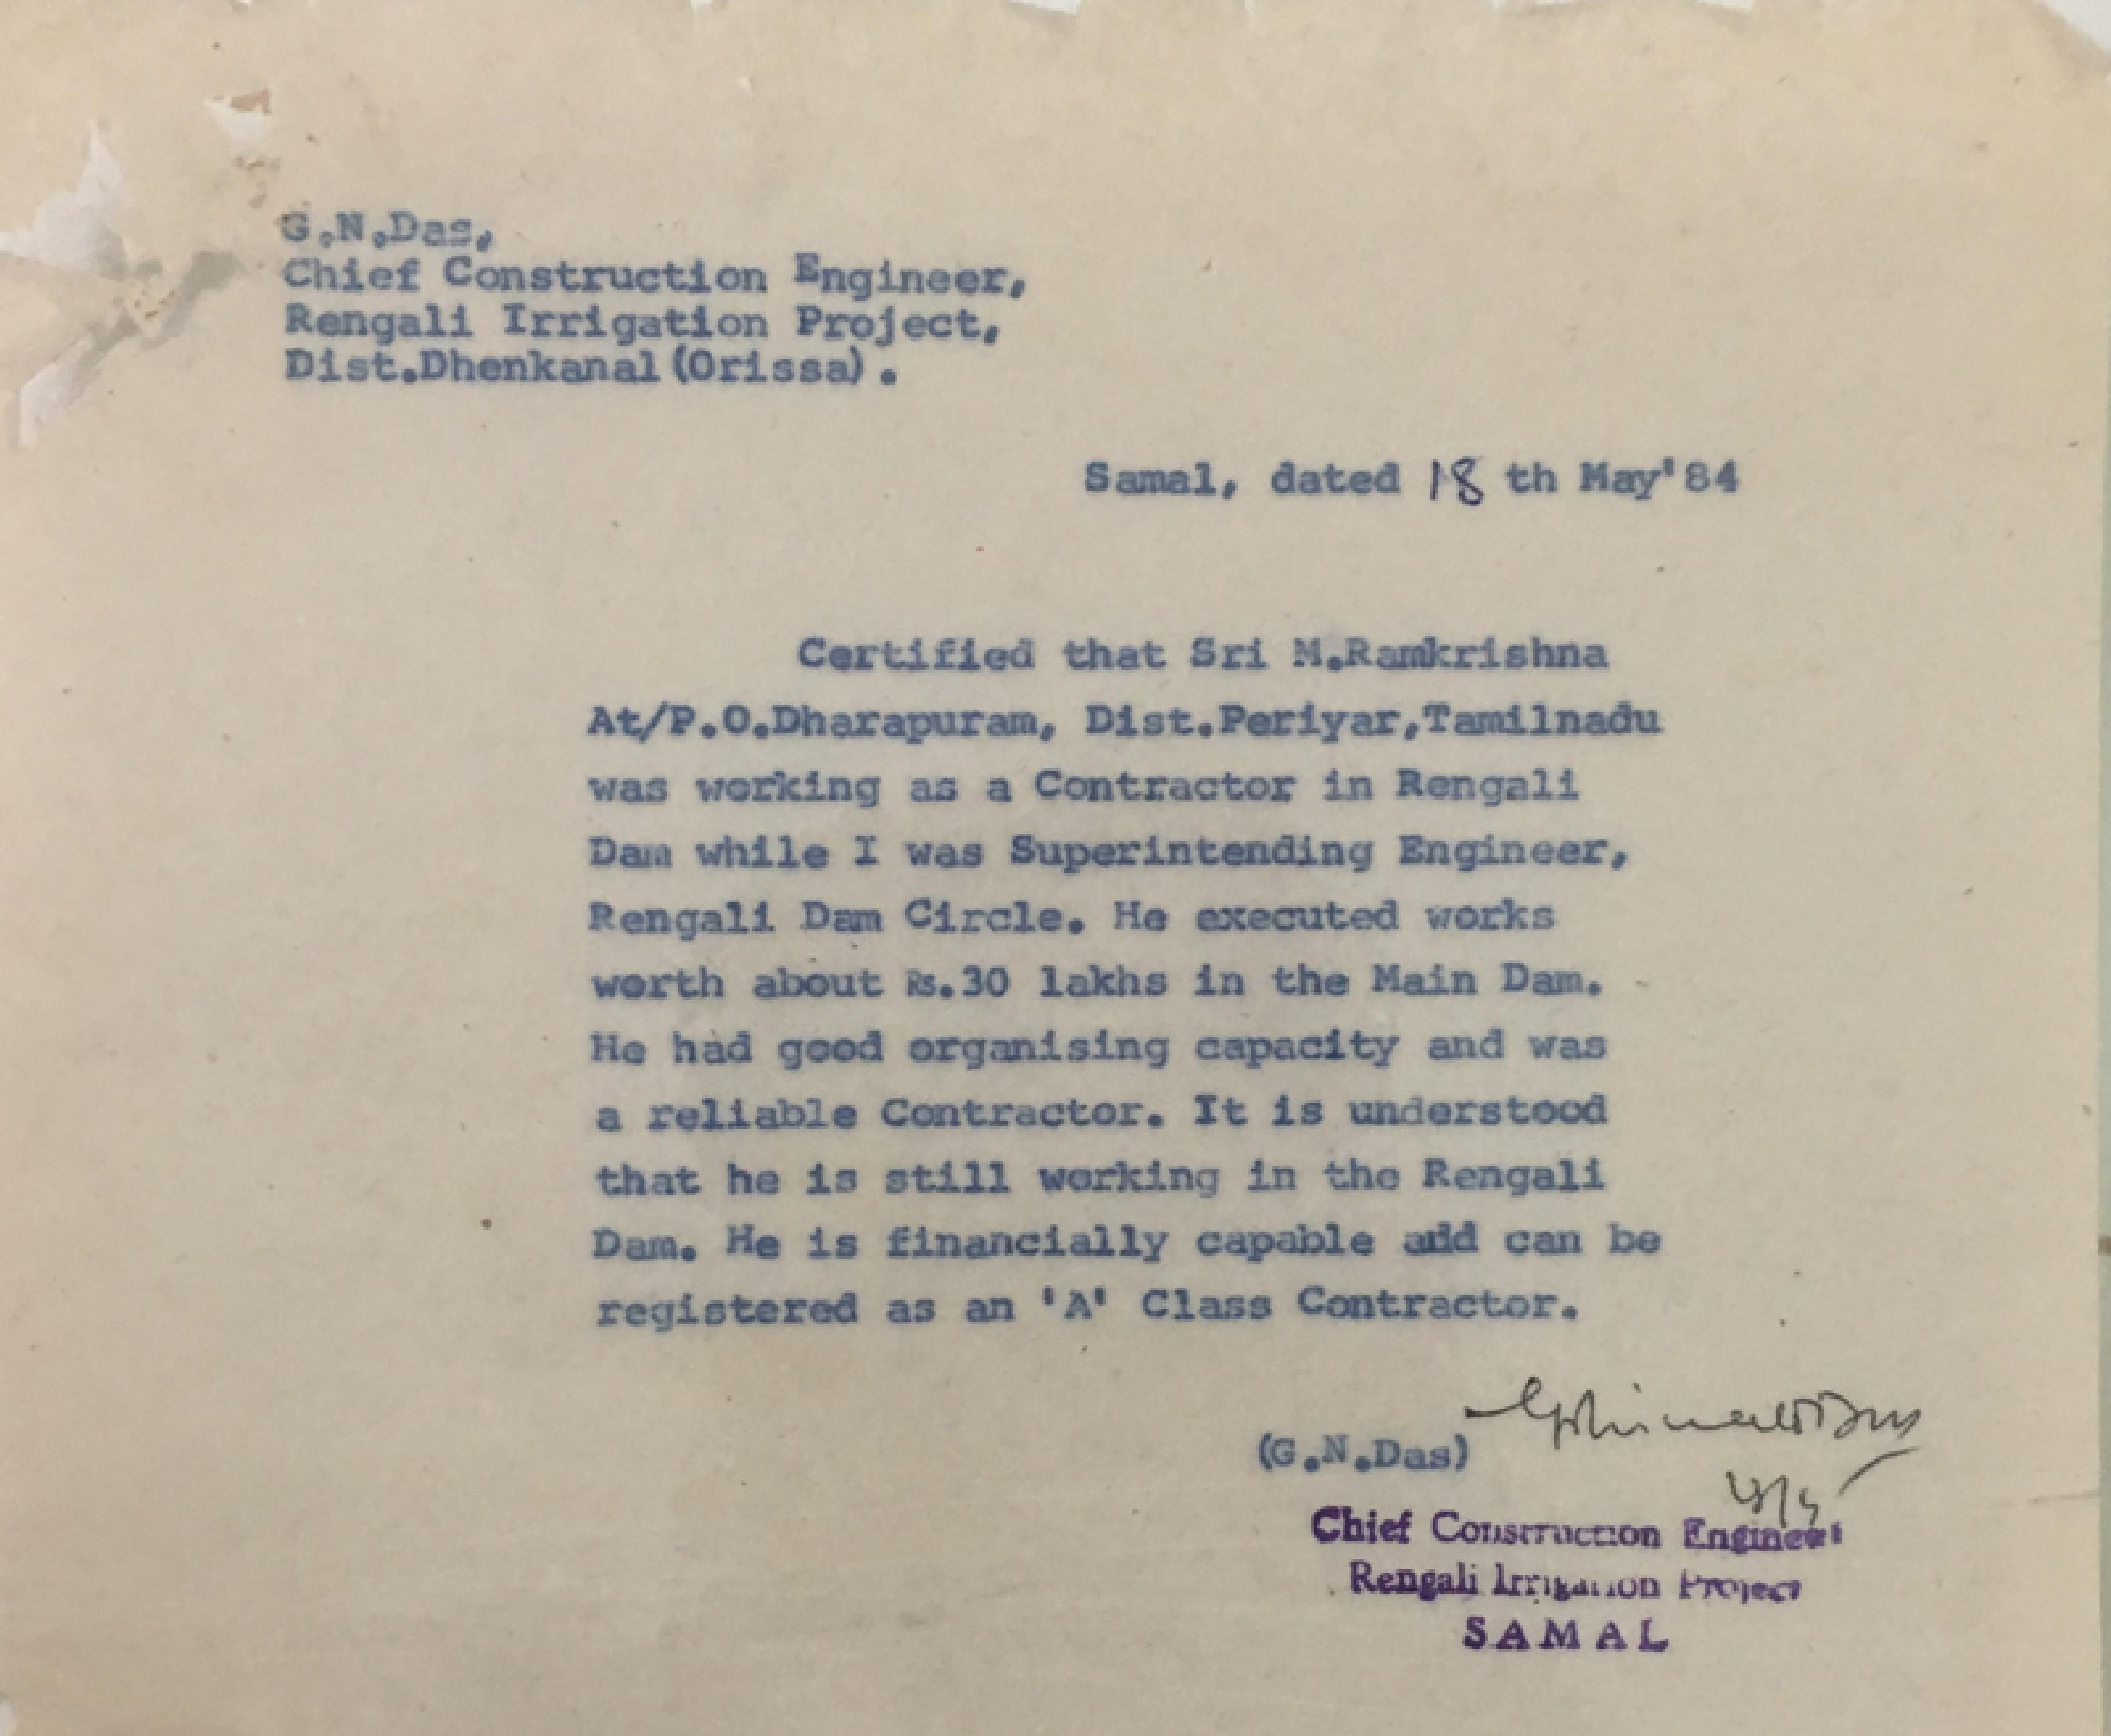 G.N.Das,
Chief Construction Engineer,
Rengali Irrigation Project,
Dist.Dhenkanal(Orissa).
Samal, dated 18 th May'84
Certified that Sri M.Ramkrishna
At/P.O.Dharapuram, Dist.Periyar,Tamilnadu
was working as a Contractor in Rengali
Dam while I was Superintending Engineer,
Rengali Dam Circle. He executed works
worth about Rs.30 lakhs in the Main Dam.
He had good organising capacity and was
a reliable Contractor. It is understood
that he is still working in the Rengali
Dam. He is financially capable add can be
registered as an 'A' Class Contractor.
(G.N.Das)
Chief Construction Engineer
Rengali Irrigation Project
SAMAL